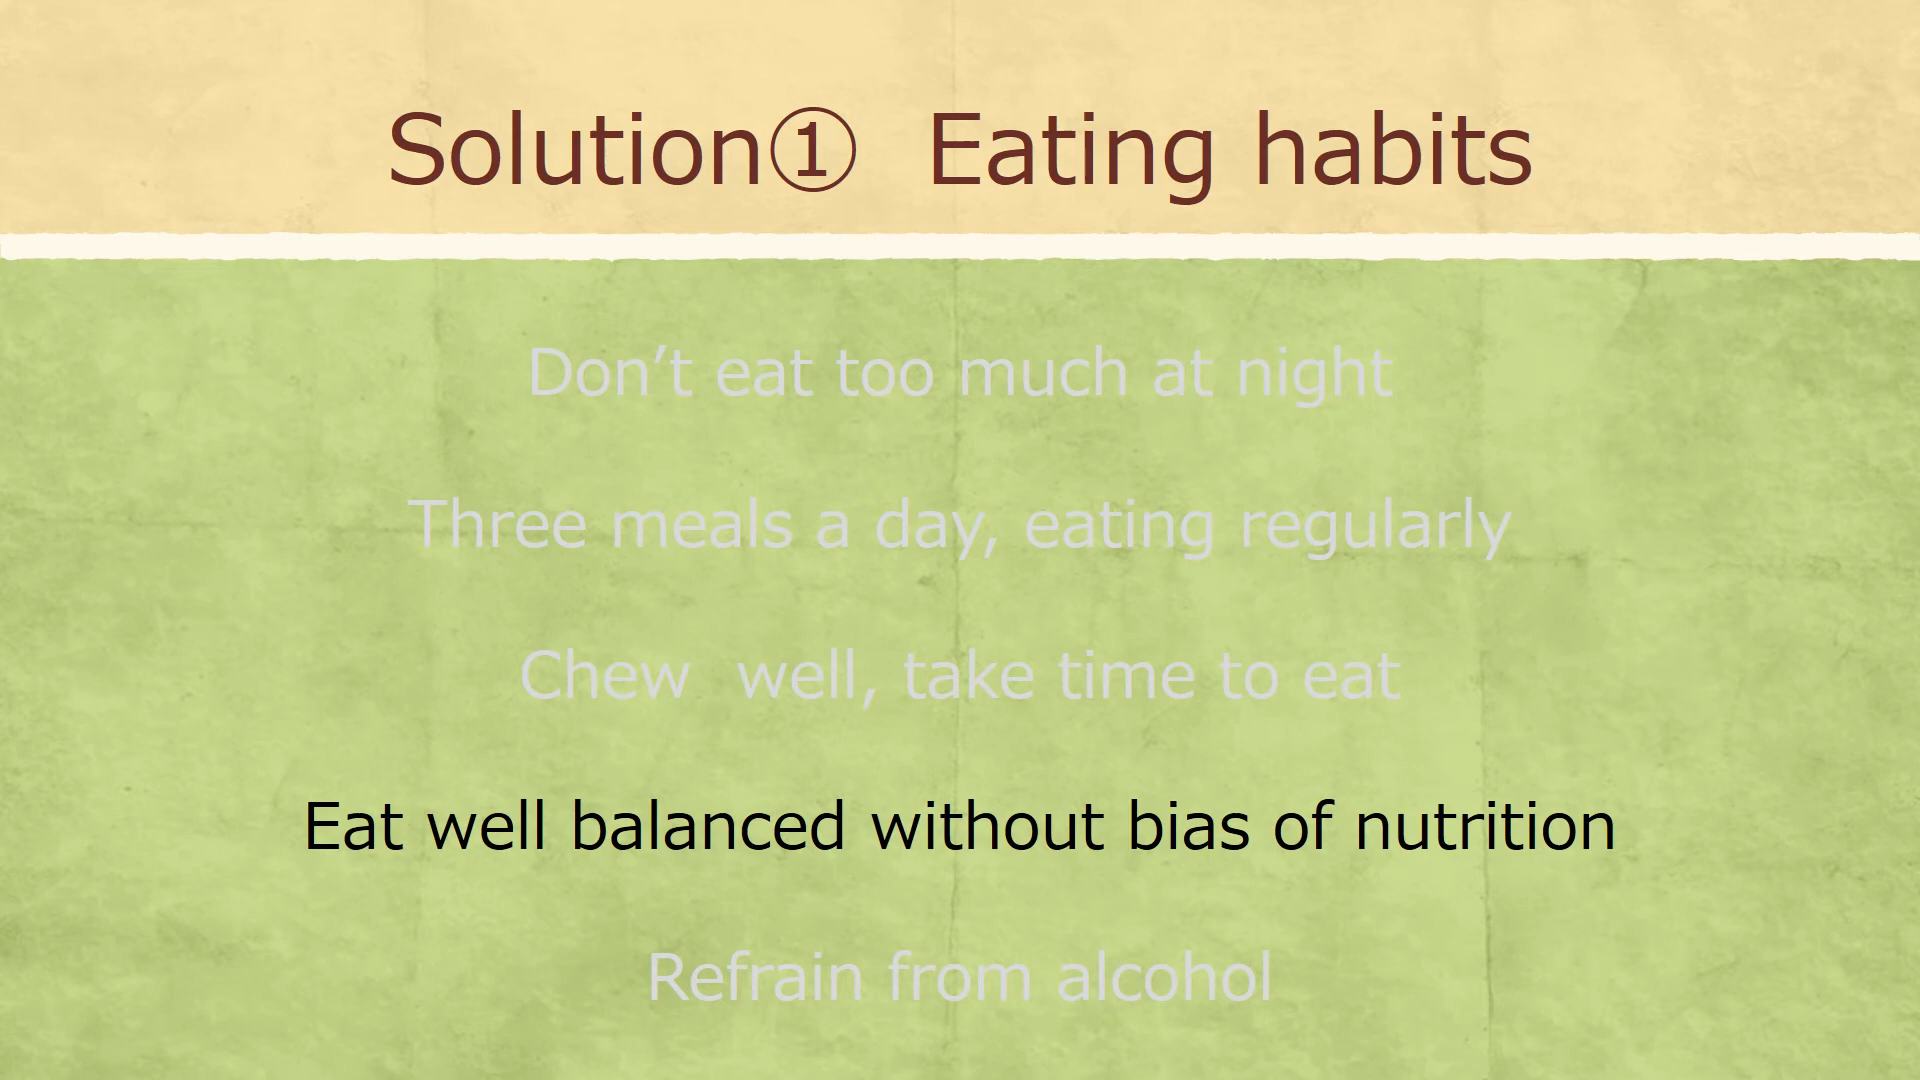 Solution① Eating habits
Don’t eat too much at night
Three meals a day, eating regularly
Chew well, take time to eat
Eat well balanced without bias of nutrition
Refrain from alcohol